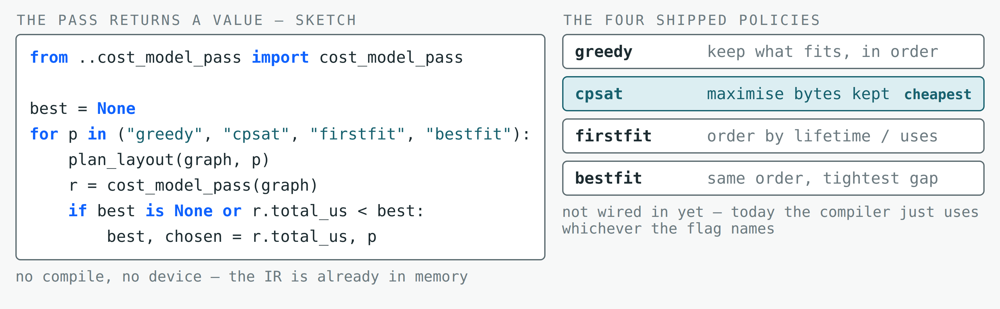 THE PASS RETURNS A VALUE — SKETCH
from ..cost_model_pass import cost_model_pass
best = None
for p in ("greedy", "cpsat", "firstfit", "bestfit"):
    plan_layout(graph, p)
    r = cost_model_pass(graph)
    if best is None or r.total_us < best:
        best, chosen = r.total_us, p
no compile, no device — the IR is already in memory
THE FOUR SHIPPED POLICIES
greedy keep what fits, in order
cpsat maximise bytes kept cheapest
firstfit order by lifetime / uses
bestfit same order, tightest gap
not wired in yet — today the compiler just uses
whichever the flag names